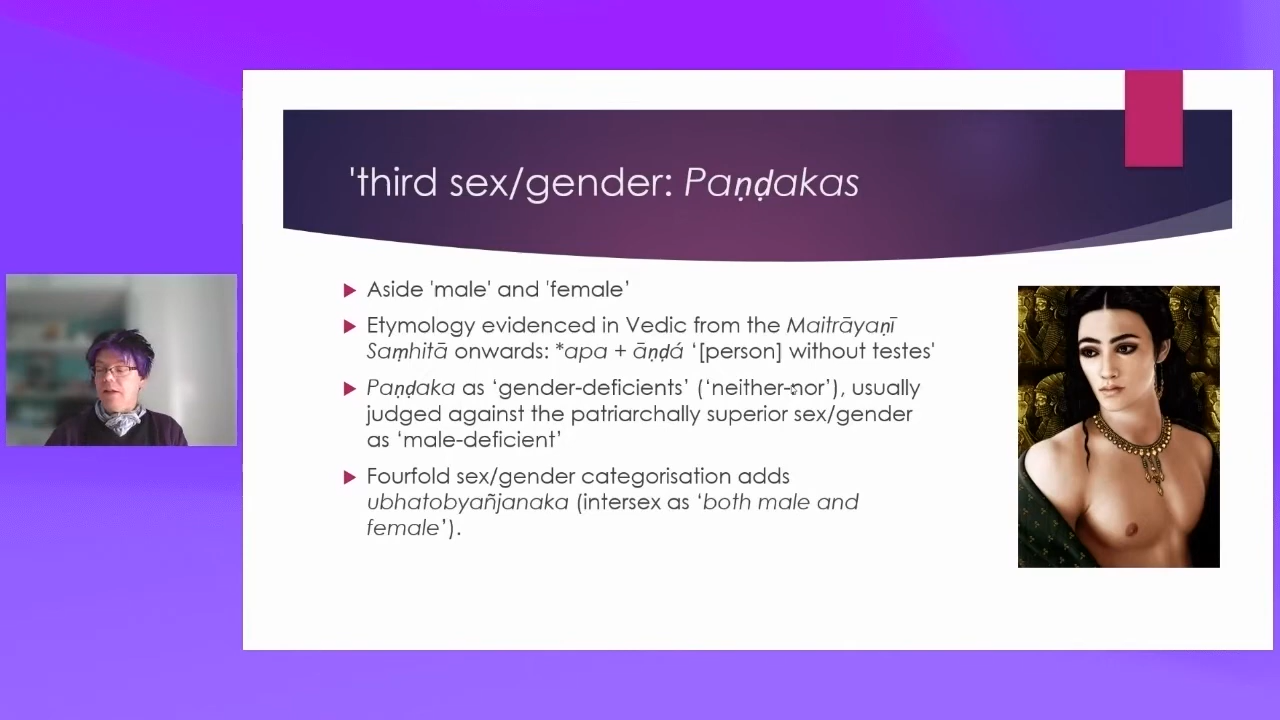 'third sex/gender: Paṇḍakas
Aside 'male' and 'female’
Etymology evidenced in Vedic from the Maitrāyaṇī
Saṃhitā onwards: *apa + āṇḍá ‘[person] without testes'
Paṇḍaka as ‘gender-deficients’ (‘neither-nor’), usually
judged against the patriarchally superior sex/gender
as ‘male-deficient’
Fourfold sex/gender categorisation adds
ubhatobyañjanaka (intersex as ‘both male and
female’).